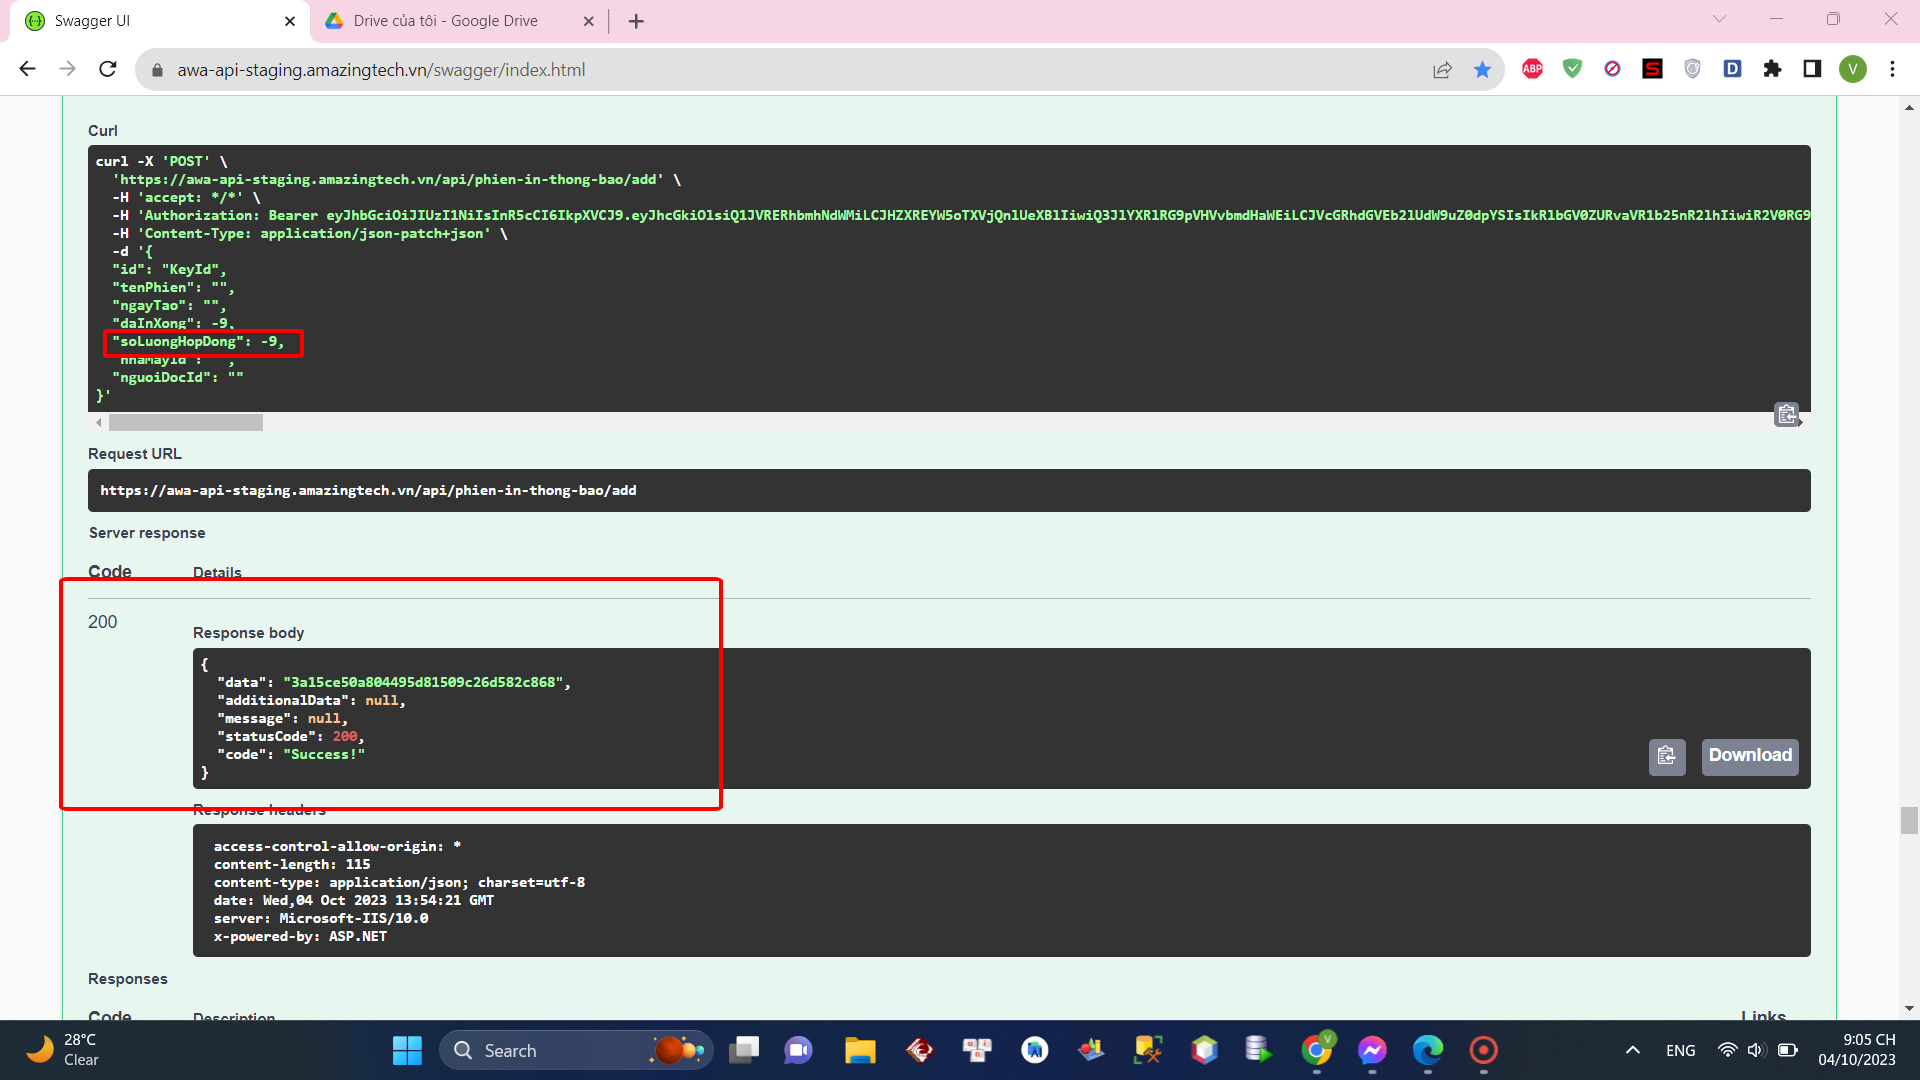 Swagger UI
Drive của tôi - Google Drive
awa-api-staging.amazingtech.vn/swagger/index.html
ABP
S
D
V
Curl
curl -X 'POST' \
'https://awa-api-staging.amazingtech.vn/api/phien-in-thong-bao/add' \
-H 'accept: */*' \
-H 'Authorization: Bearer
-H 'Content-Type: application/json-patch+json' \
-d '{
"id": "KeyId",
"tenPhien": "",
"ngayTao": "",
"daInXong": -9,
"soLuongHopDong": -9,
"nhaMayId": "",
"nguoiDocId": ""
}'
Request URL
https://awa-api-staging.amazingtech.vn/api/phien-in-thong-bao/add
Server response
Code Details
200
Response body
{
"data": "3a15ce50a804495d81509c26d582c868",
"additionalData": null,
"message": null,
"statusCode": 200,
"code": "Success!"
}
Download
Response headers
access-control-allow-origin: *
content-length: 115
content-type: application/json; charset=utf-8
date: Wed,04 Oct 2023 13:54:21 GMT
server: Microsoft-IIS/10.0
x-powered-by: ASP.NET
Responses
Code Description Links
28°C
Clear
Search
V
ENG
9:05 CH
04/10/2023